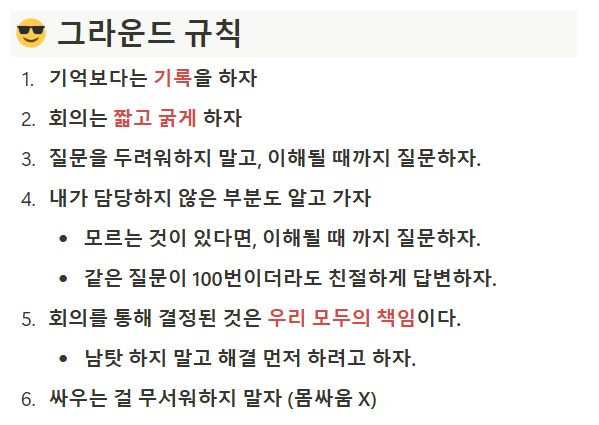 😎 그라운드 규칙
1. 기억보다는 기록을 하자
2. 회의는 짧고 굵게 하자
3. 질문을 두려워하지 말고, 이해될 때까지 질문하자.
4. 내가 담당하지 않은 부분도 알고 가자
• 모르는 것이 있다면, 이해될 때 까지 질문하자.
• 같은 질문이 100번이더라도 친절하게 답변하자.
5. 회의를 통해 결정된 것은 우리 모두의 책임이다.
• 남탓 하지 말고 해결 먼저 하려고 하자.
6. 싸우는 걸 무서워하지 말자 (몸싸움 X)